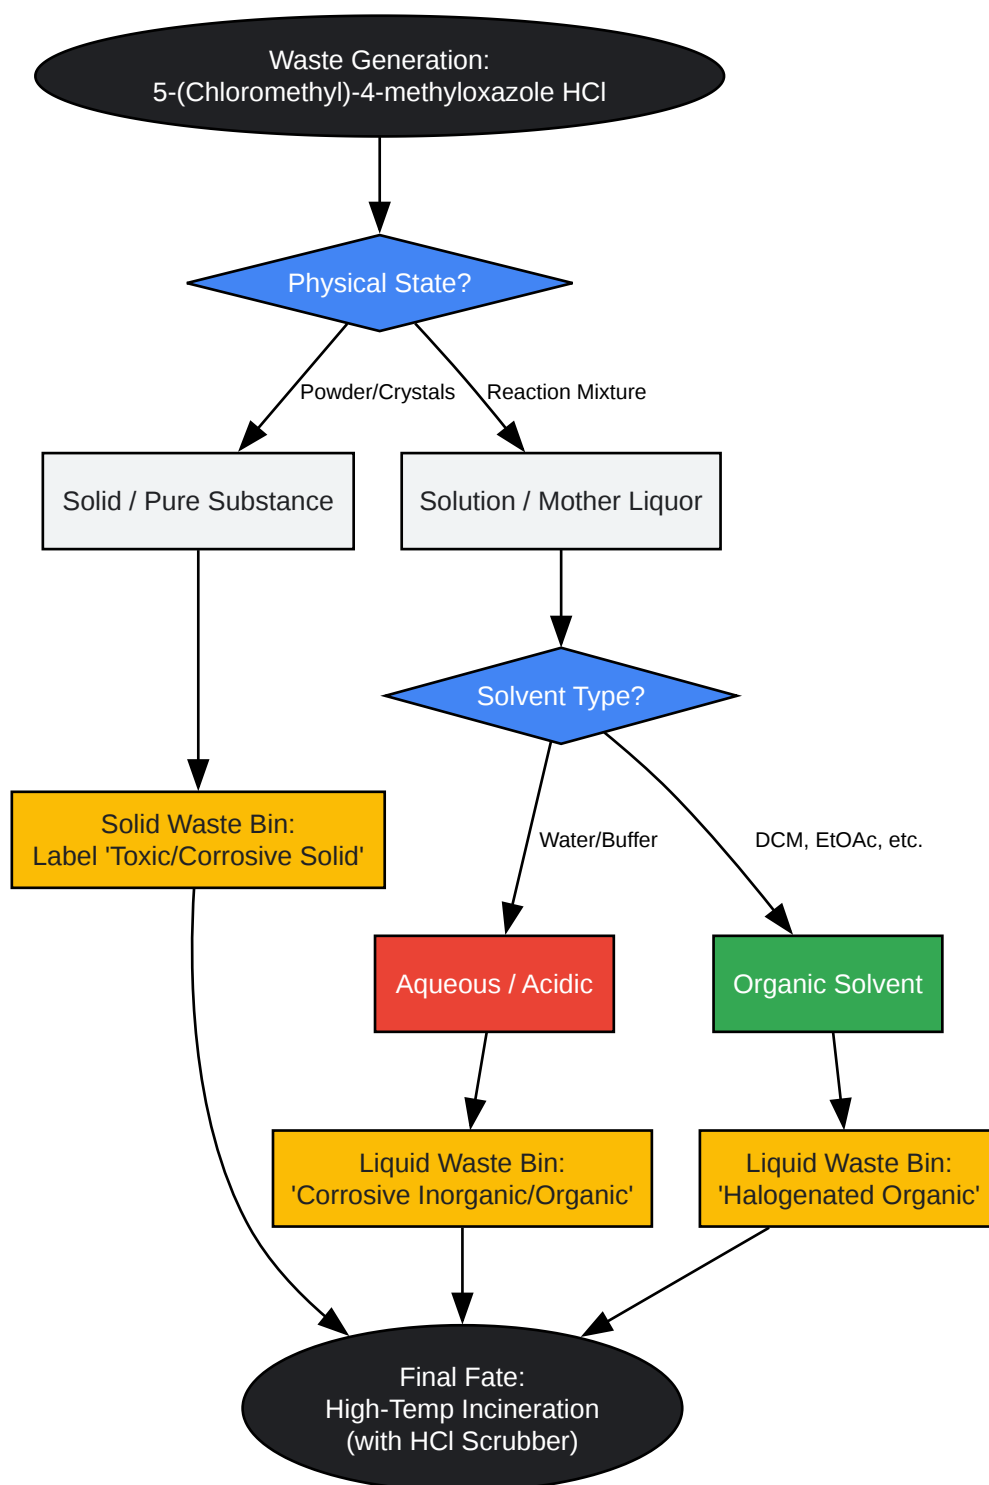 Waste Generation:
5-(Chloromethyl)-4-methyloxazole HCl
Physical State?
Powder/Crystals
Reaction Mixture
Solid / Pure Substance
Solution / Mother Liquor
Solvent Type?
Solid Waste Bin:
Label 'Toxic/Corrosive Solid'
Water/Buffer
DCM, EtOAc, etc.
Aqueous / Acidic
Organic Solvent
Liquid Waste Bin:
'Corrosive Inorganic/Organic'
Liquid Waste Bin:
'Halogenated Organic'
Final Fate:
High-Temp Incineration
(with HCl Scrubber)